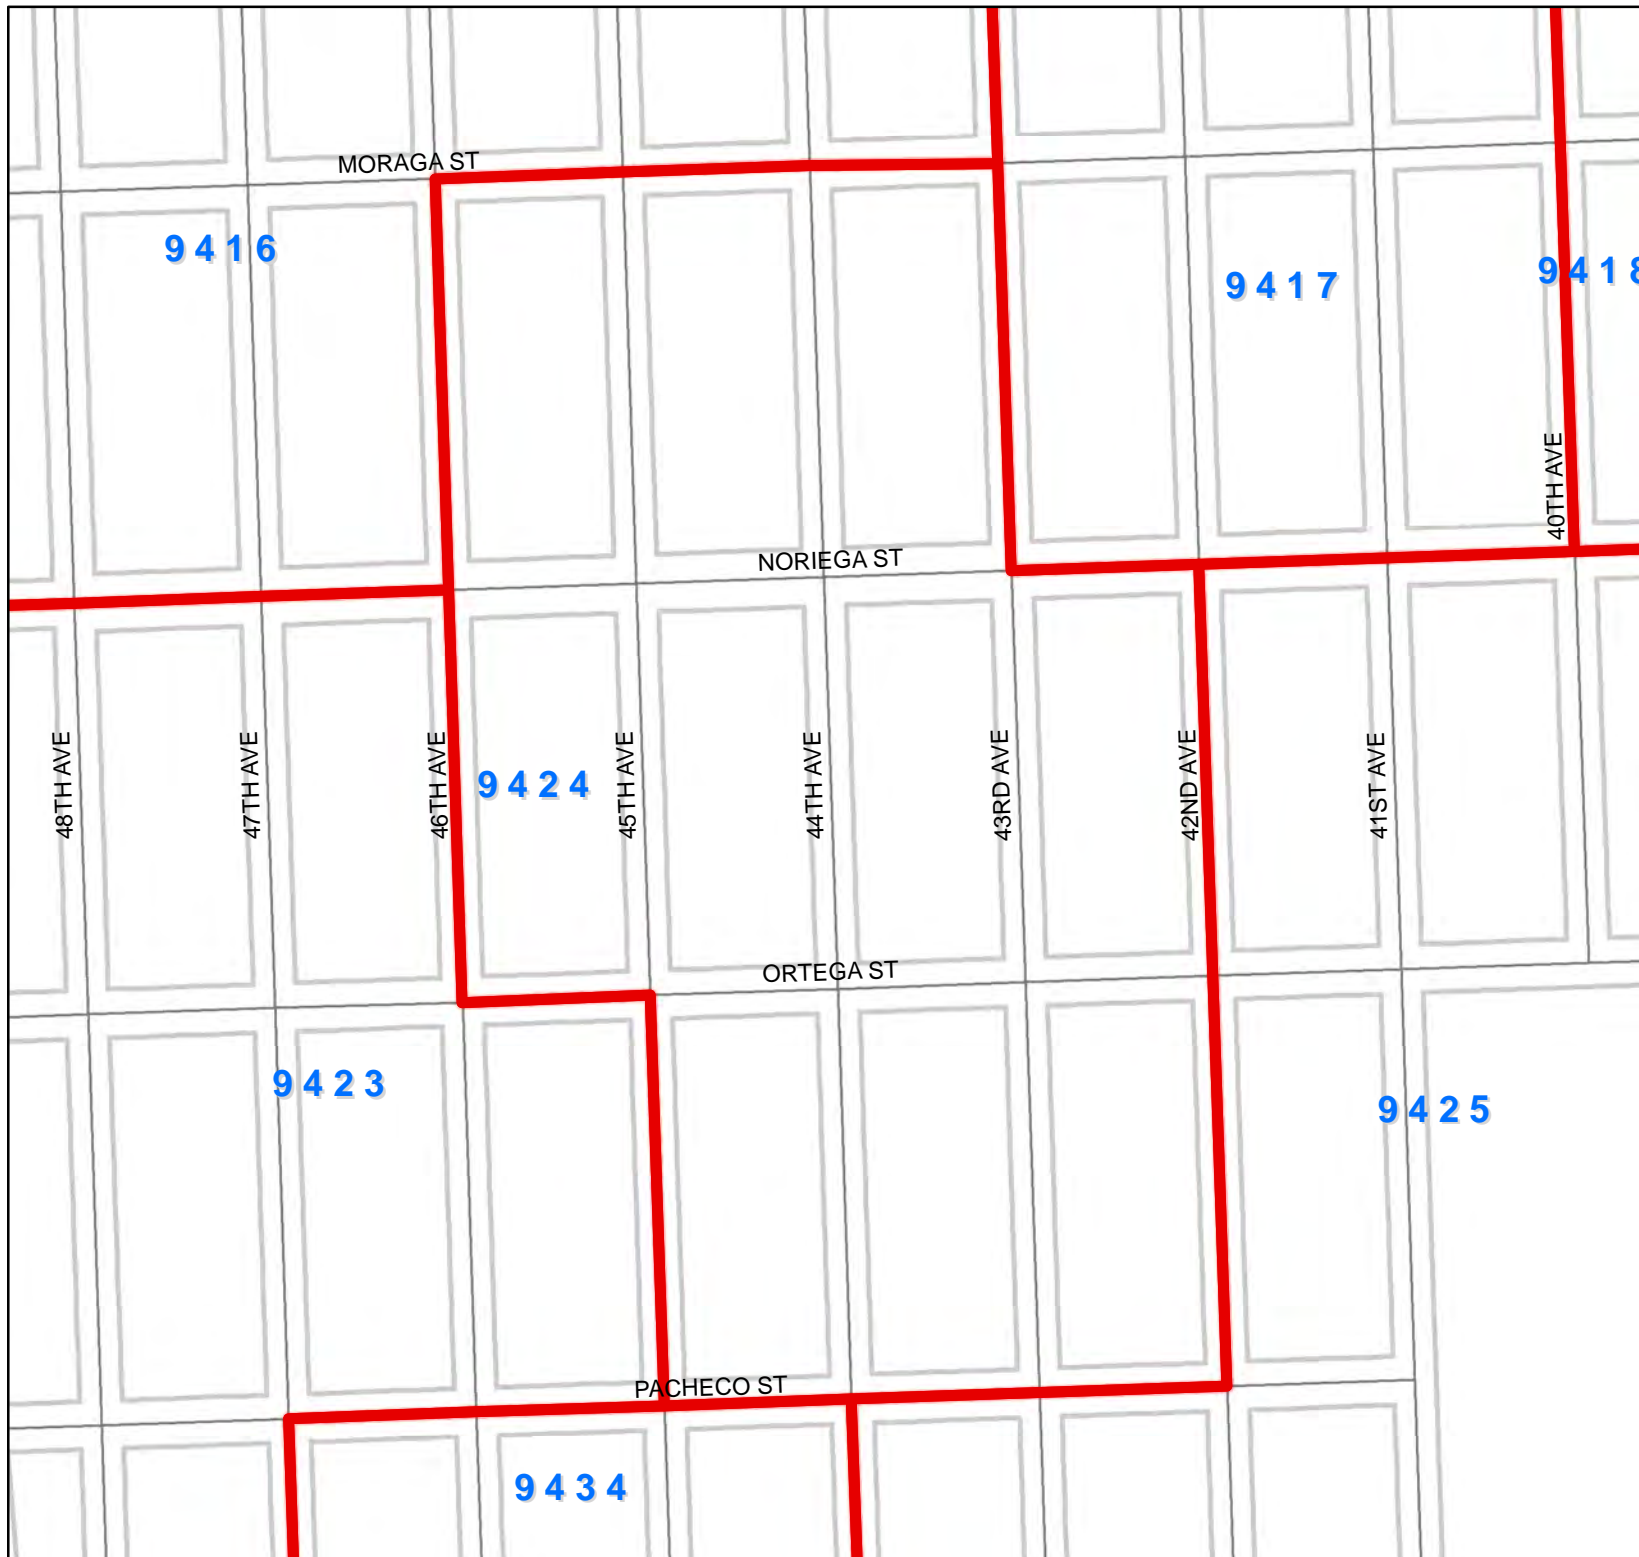 MORAGA ST
9416
9417
9418
40TH AVE
NORIEGA ST
48TH AVE
47TH AVE
46TH AVE
9424
45TH AVE
44TH AVE
43RD AVE
42ND AVE
41ST AVE
ORTEGA ST
9423
9425
PACHECO ST
9434